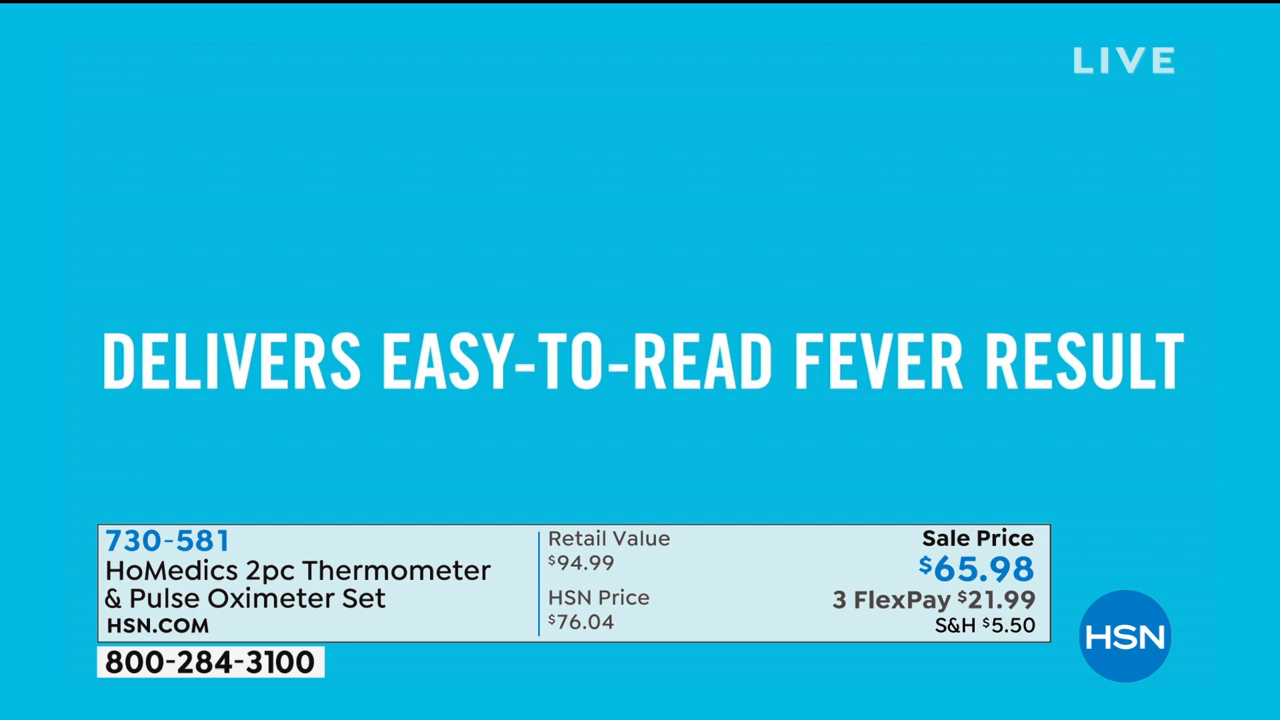 LIVE
DELIVERS EASY-TO-READ FEVER RESULT
730-581
HoMedics 2pc Thermometer
& Pulse Oximeter Set
HSN.COM
Retail Value
$94.99
HSN Price
$76.04
Sale Price
$65.98
3 FlexPay $21.99
S&H $5.50
HSN
800-284-3100